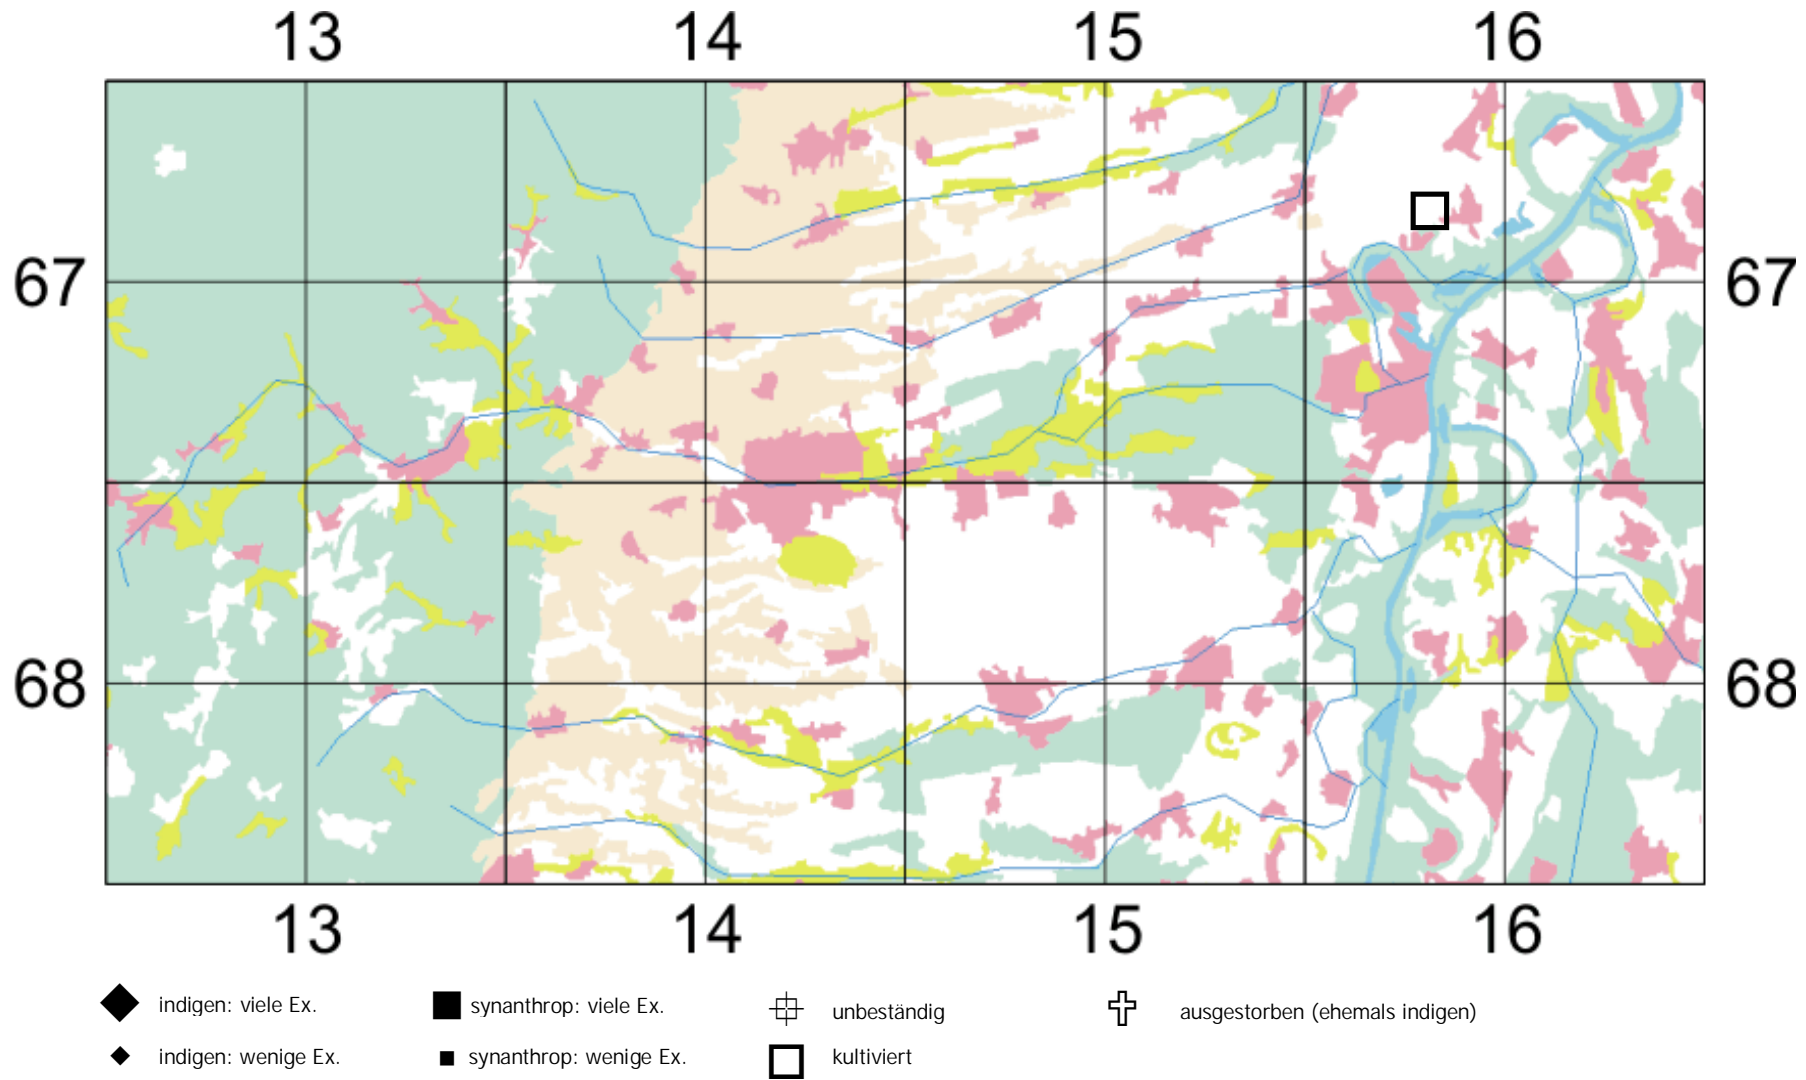 13 14 15 16
67 67
68 68
13 14 15 16
indigen: viele Ex. synanthrop: viele Ex. unbeständig ausgestorben (ehemals indigen)
indigen: wenige Ex. synanthrop: wenige Ex. kultiviert